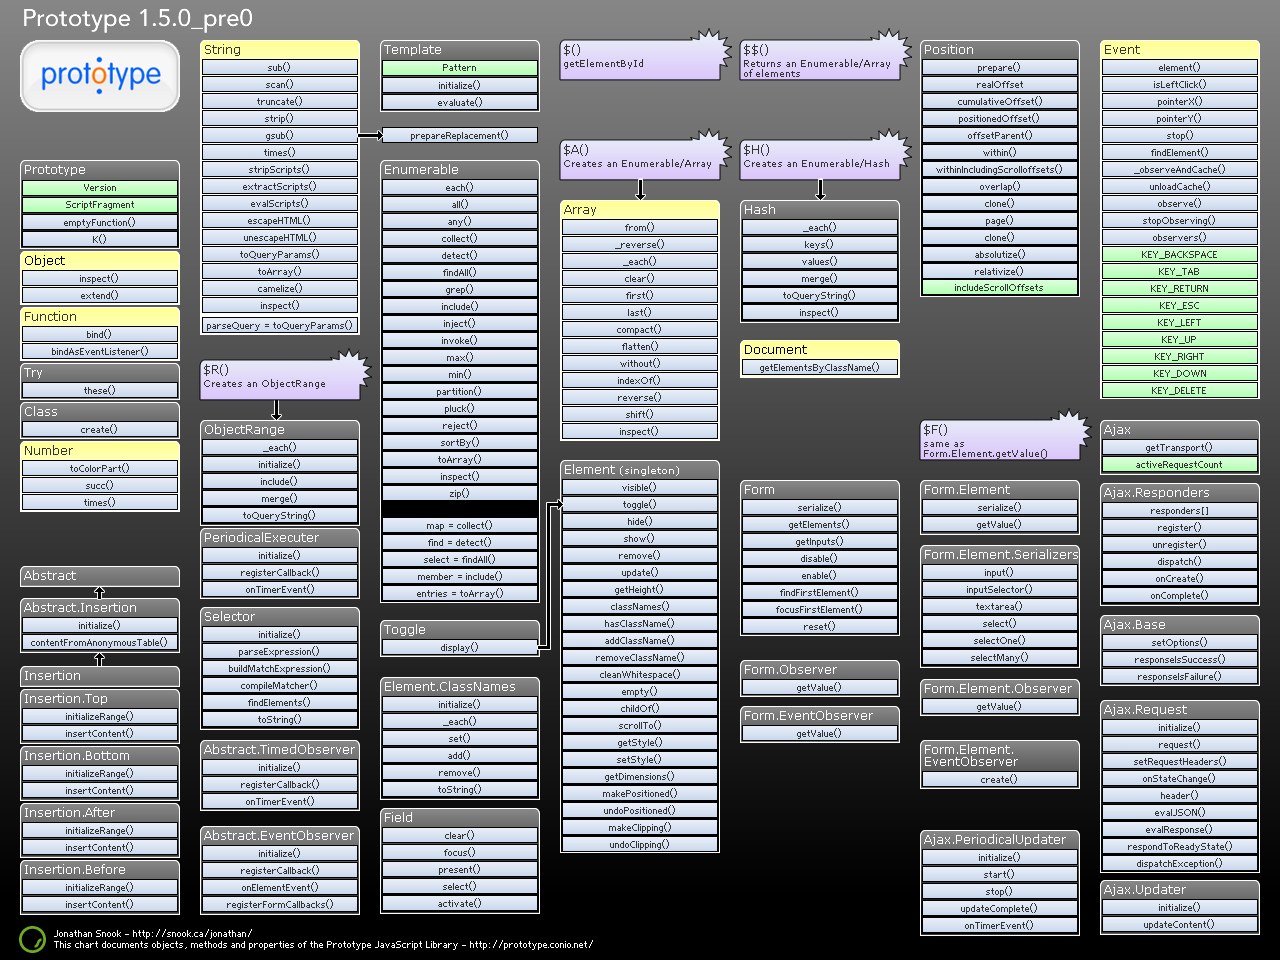 Prototype 1.5.0_pre0
prototype
Prototype
Version
ScriptFragment
emptyFunction()
K()
Object
inspect()
extend()
Function
bind()
bindAsEventListener()
Try
these()
Class
create()
Number
toColorPart()
succ()
times()
Abstract
Abstract.Insertion
initialize()
contentFromAnonymousTable()
Insertion
Insertion.Top
initializeRange()
insertContent()
Insertion.Bottom
initializeRange()
insertContent()
Insertion.After
initializeRange()
insertContent()
Insertion.Before
initializeRange()
insertContent()
String
sub()
scan()
truncate()
strip()
gsub()
times()
stripScripts()
extractScripts()
evalScripts()
escapeHTML()
unescapeHTML()
toQueryParams()
toArray()
camelize()
inspect()
parseQuery = toQueryParams()
$R()
Creates an ObjectRange
ObjectRange
_each()
initialize()
include()
merge()
toQueryString()
PeriodicalExecuter
initialize()
registerCallback()
onTimerEvent()
Selector
initialize()
parseExpression()
buildMatchExpression()
compileMatcher()
findElements()
toString()
Abstract.TimedObserver
initialize()
registerCallback()
onTimerEvent()
Abstract.EventObserver
initialize()
registerCallback()
onElementEvent()
registerFormCallbacks()
Template
Pattern
initialize()
evaluate()
prepareReplacement()
Enumerable
each()
all()
any()
collect()
detect()
findAll()
grep()
include()
inject()
invoke()
max()
min()
partition()
pluck()
reject()
sortBy()
toArray()
inspect()
zip()
map = collect()
find = detect()
select = findAll()
member = include()
entries = toArray()
Toggle
display()
Element.ClassNames
initialize()
_each()
set()
add()
remove()
toString()
Field
clear()
focus()
present()
select()
activate()
$()
getElementById
$A()
Creates an Enumerable/Array
Array
from()
_reverse()
_each()
clear()
first()
last()
compact()
flatten()
without()
indexOf()
reverse()
shift()
inspect()
Element (singleton)
visible()
toggle()
hide()
show()
remove()
update()
getHeight()
classNames()
hasClassName()
addClassName()
removeClassName()
cleanWhitespace()
empty()
childOf()
scrollTo()
getStyle()
setStyle()
getDimensions()
makePositioned()
undoPositioned()
makeClipping()
undoClipping()
$$()
Returns an Enumerable/Array
of elements
$H()
Creates an Enumerable/Hash
Hash
_each()
keys()
values()
merge()
toQueryString()
inspect()
Document
getElementsByClassName()
Form
serialize()
getElements()
getInputs()
disable()
enable()
findFirstElement()
focusFirstElement()
reset()
Form.Observer
getValue()
Form.EventObserver
getValue()
Position
prepare()
realOffset
cumulativeOffset()
positionedOffset()
offsetParent()
within()
withinIncludingScrolloffsets()
overlap()
clone()
page()
clone()
absolutize()
relativize()
includeScrollOffsets
$F()
same as
Form.Element.getValue()
Form.Element
serialize()
getValue()
Form.Element.Serializers
input()
inputSelector()
textarea()
select()
selectOne()
selectMany()
Form.Element.Observer
getValue()
Form.Element.
EventObserver
create()
Ajax.PeriodicalUpdater
initialize()
start()
stop()
updateComplete()
onTimerEvent()
Event
element()
isLeftClick()
pointerX()
pointerY()
stop()
findElement()
_observeAndCache()
unloadCache()
observe()
stopObserving()
observers()
KEY_BACKSPACE
KEY_TAB
KEY_RETURN
KEY_ESC
KEY_LEFT
KEY_UP
KEY_RIGHT
KEY_DOWN
KEY_DELETE
Ajax
getTransport()
activeRequestCount
Ajax.Responders
responders[]
register()
unregister()
dispatch()
onCreate()
onComplete()
Ajax.Base
setOptions()
responseIsSuccess()
responseIsFailure()
Ajax.Request
initialize()
request()
setRequestHeaders()
onStateChange()
header()
evalJSON()
evalResponse()
respondToReadyState()
dispatchException()
Ajax.Updater
initialize()
updateContent()
Jonathan Snook - http://snook.ca/jonathan/
This chart documents objects, methods and properties of the Prototype JavaScript Library - http://prototype.conio.net/